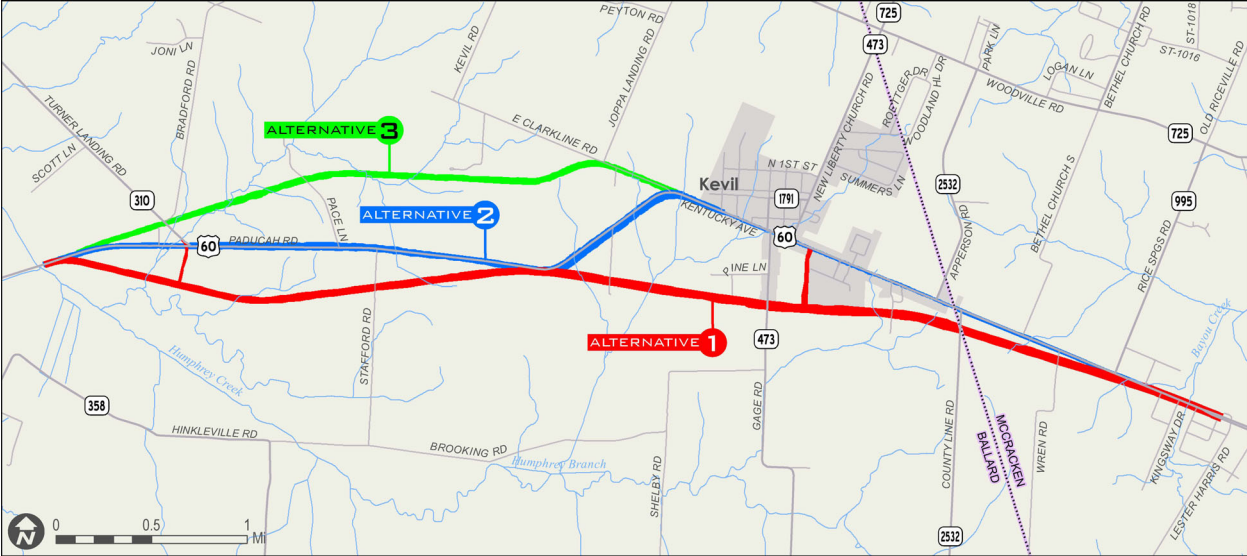 PEYTON RD
725
473
PARK LN
ST-1018
JONI LN
KEVIL RD
ST-1016
LOGAN LN
BETHEL CHURCH RD
OLD RICEVILLE RD
BRADFORD RD
JOPPA LANDING RD
ROETTGER DR
WOODLAND HL DR
WOODVILLE RD
TURNER LANDING RD
NEW LIBERTY CHURCH RD
725
ALTERNATIVE 3
E CLARKLINE RD
SCOTT LN
N 1ST ST
SUMMERS LN
Kevil
2532
310
1791
995
PACE LN
ALTERNATIVE 2
KENTUCKY AVE
BETHEL CHURCH S
60
PADUCAH RD
60
APPERSON RD
RICE SPGS RD
PINE LN
Bayou Creek
STAFFORD RD
ALTERNATIVE 1
473
Humphrey Creek
358
GAGE RD
COUNTY LINE RD
MCCRACKEN
BALLARD
WREN RD
KINGSWAY DR
HINKLEVILLE RD
BROOKING RD
Humphrey Branch
SHELBY RD
LESTER HARRIS RD
N
0 0.5 1
Mi
2532